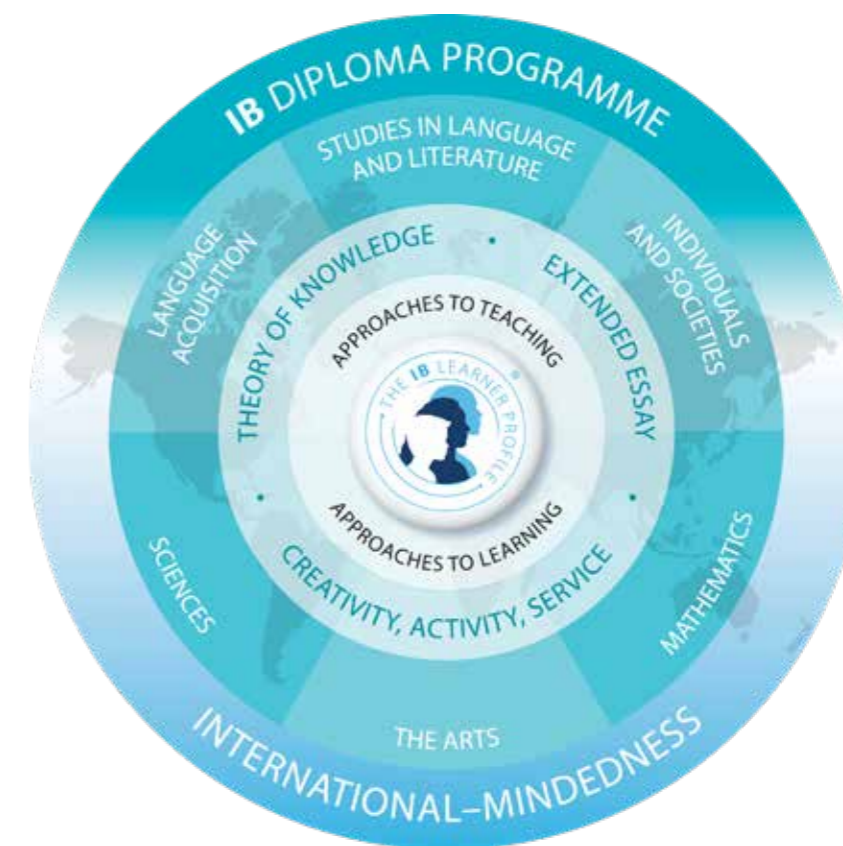 IB DIPLOMA PROGRAMME
STUDIES IN LANGUAGE
AND LITERATURE
LANGUAGE
ACQUISITION
INDIVIDUALS
AND SOCIETIES
THEORY OF KNOWLEDGE
•
EXTENDED ESSAY
APPROACHES TO TEACHING
THE IB LEARNER PROFILE ®
APPROACHES TO LEARNING
•
CREATIVITY, ACTIVITY, SERVICE
•
SCIENCES
MATHEMATICS
THE ARTS
INTERNATIONAL–MINDEDNESS